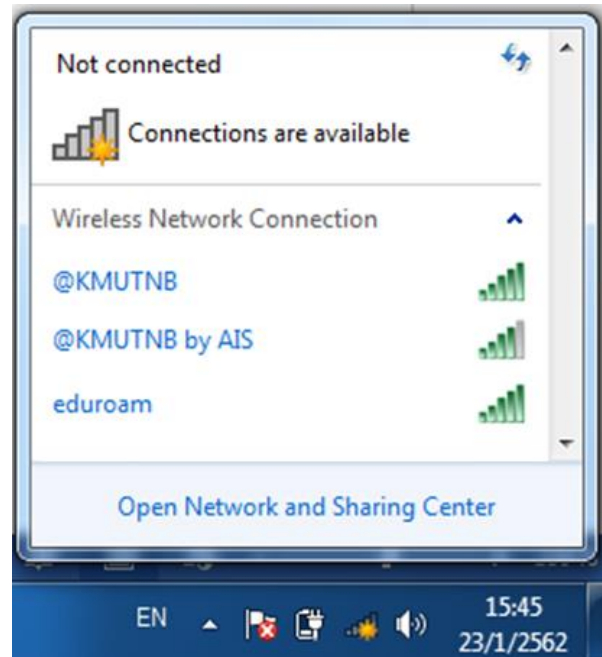 Not connected
Connections are available
Wireless Network Connection
@KMUTNB
@KMUTNB by AIS
eduroam
Open Network and Sharing Center
EN
15:45
23/1/2562